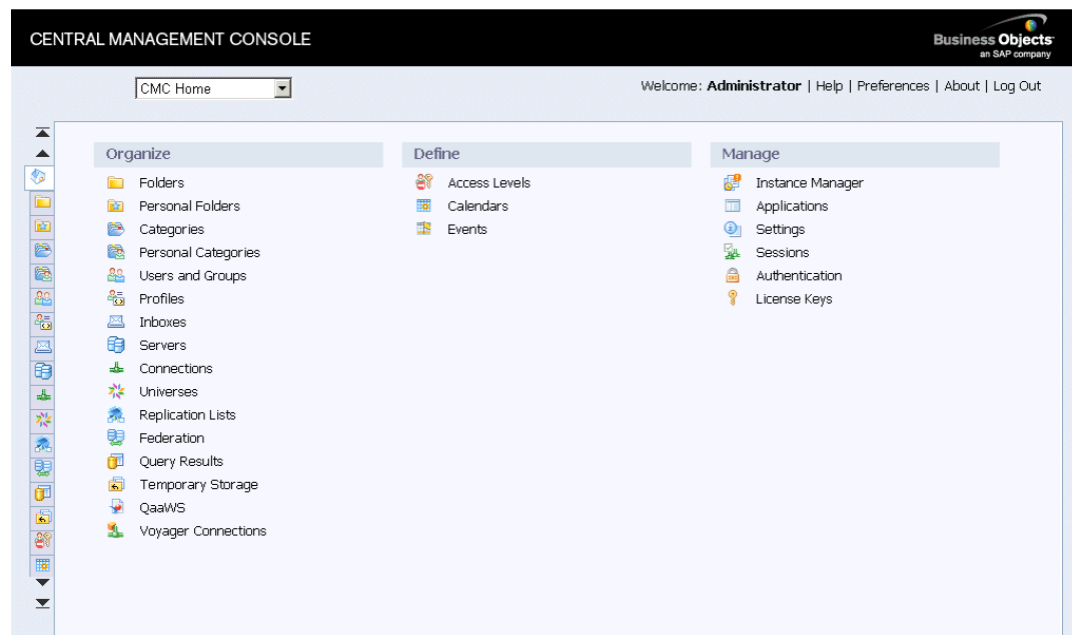 CENTRAL MANAGEMENT CONSOLE
Business Objects
an SAP company
CMC Home
Welcome: Administrator | Help | Preferences | About | Log Out
Organize
Folders
Personal Folders
Categories
Personal Categories
Users and Groups
Profiles
Inboxes
Servers
Connections
Universes
Replication Lists
Federation
Query Results
Temporary Storage
QaaWS
Voyager Connections
Define
Access Levels
Calendars
Events
Manage
Instance Manager
Applications
Settings
Sessions
Authentication
License Keys